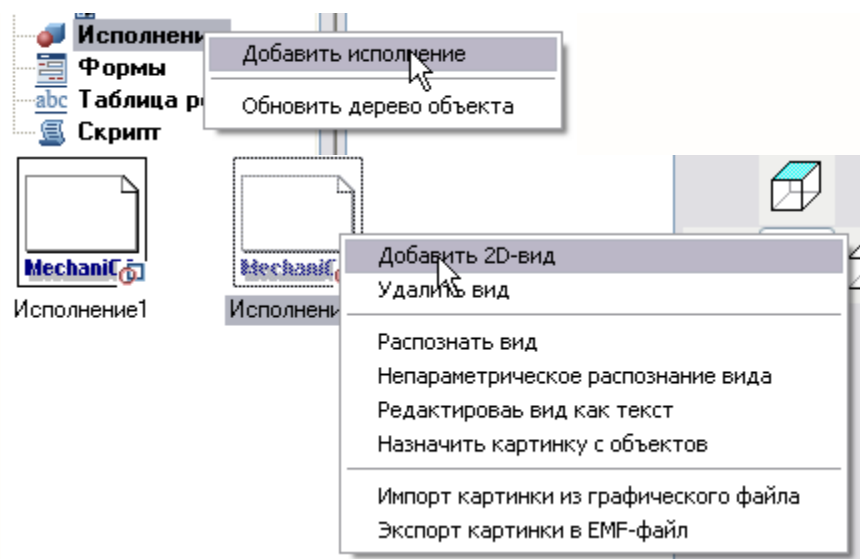 Исполнени
Добавить исполнение
Формы
abc Таблица р
Обновить дерево объекта
Скрипт
MechaniC
Mechani
Исполнение1
Исполнени
Добавить 2D-вид
Удалить вид
Распознать вид
Непараметрическое распознание вида
Редактироваь вид как текст
Назначить картинку с объектов
Импорт картинки из графического файла
Экспорт картинки в EMF-файл